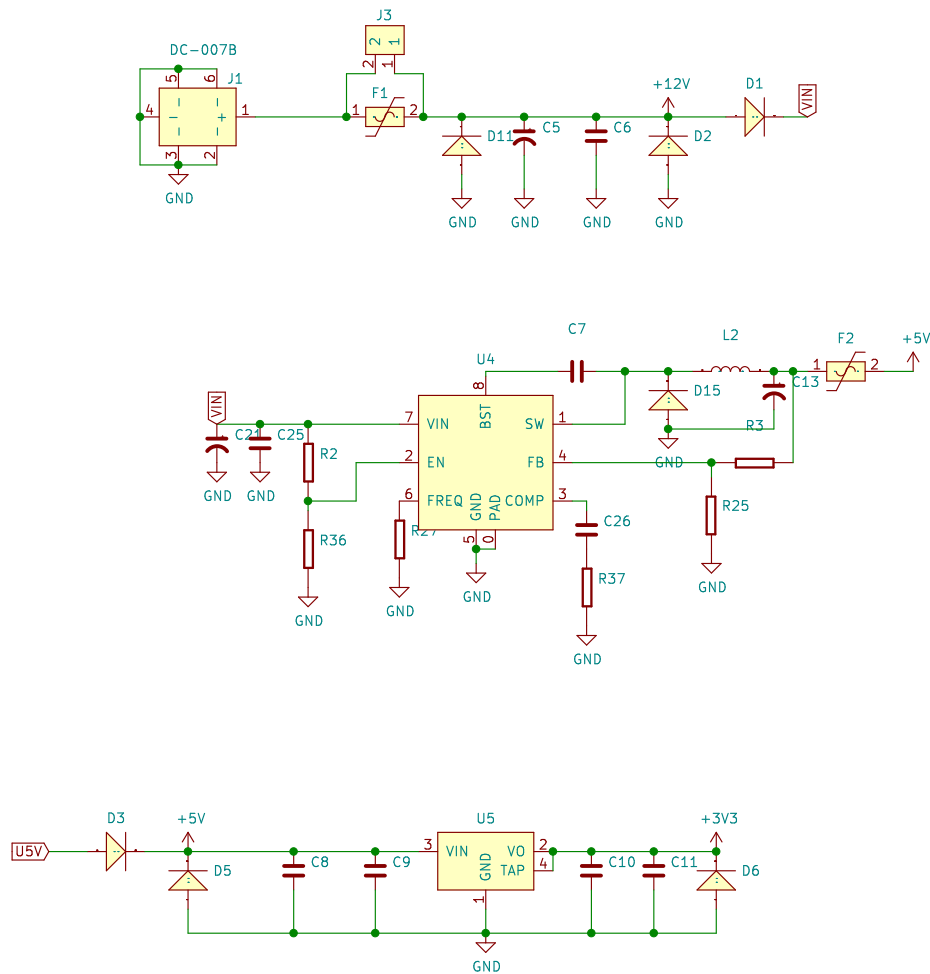 J3
2 1
2 1
DC-007B
J1
5 6
F1
+12V
D1
VIN
4 - + 1
1 2
D11
C5
C6
D2
3 2
GND
GND
GND
GND
GND
C7
L2
F2
+5V
U4
8
1 2
VIN
BST
D15
C13
C21
C25
7 VIN
SW 1
R3
R2
GND
2 EN
FB 4
6 FREQ
GND
PAD
COMP 3
R25
GND
GND
R36
R27
5 0
C26
R37
GND
GND
GND
GND
GND
D3
+5V
U5
+3V3
U5V
3 VIN
VO 2
GND
TAP 4
D5
C8
C9
C10
C11
D6
1
GND